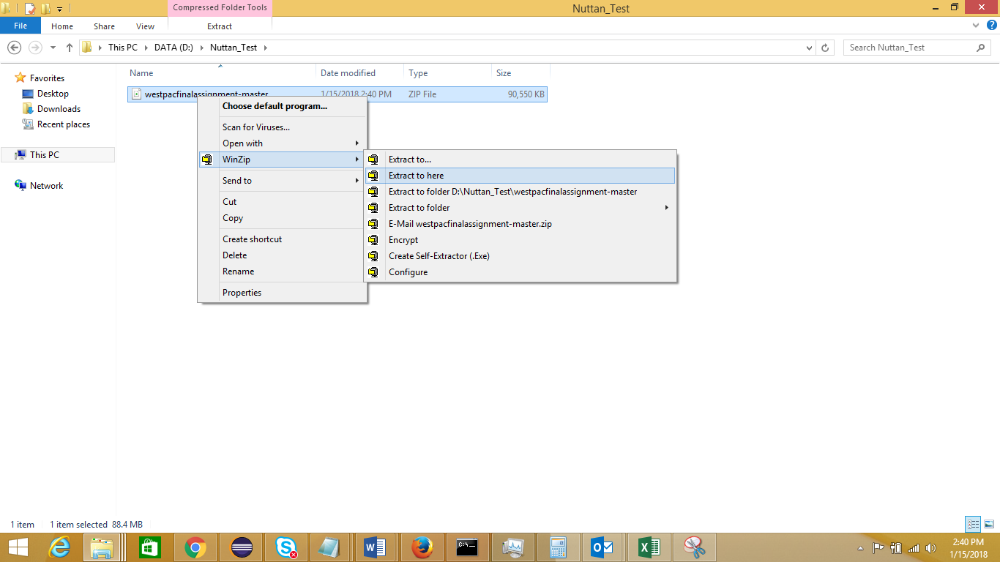 Compressed Folder Tools
Nuttan_Test
File Home Share View Extract
This PC DATA (D:) Nuttan_Test
Search Nuttan_Test
Name Date modified Type Size
Favorites
Desktop
Downloads
Recent places
This PC
Network
westpacfinalassignment-master 1/15/2018 2:40 PM ZIP File 90,550 KB
Choose default program...
Scan for Viruses...
Open with
WinZip
Send to
Cut
Copy
Create shortcut
Delete
Rename
Properties
Extract to...
Extract to here
Extract to folder D:\Nuttan_Test\westpacfinalassignment-master
Extract to folder
E-Mail westpacfinalassignment-master.zip
Encrypt
Create Self-Extractor (.Exe)
Configure
1 item 1 item selected 88.4 MB
2:40 PM
1/15/2018